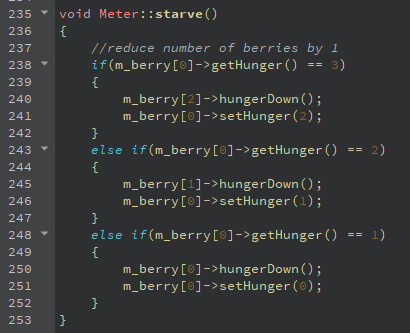 235 void Meter::starve()
236 {
237 //reduce number of berries by 1
238 if(m_berry[0]->getHunger() == 3)
239 {
240 m_berry[2]->hungerDown();
241 m_berry[0]->setHunger(2);
242 }
243 else if(m_berry[0]->getHunger() == 2)
244 {
245 m_berry[1]->hungerDown();
246 m_berry[0]->setHunger(1);
247 }
248 else if(m_berry[0]->getHunger() == 1)
249 {
250 m_berry[0]->hungerDown();
251 m_berry[0]->setHunger(0);
252 }
253 }